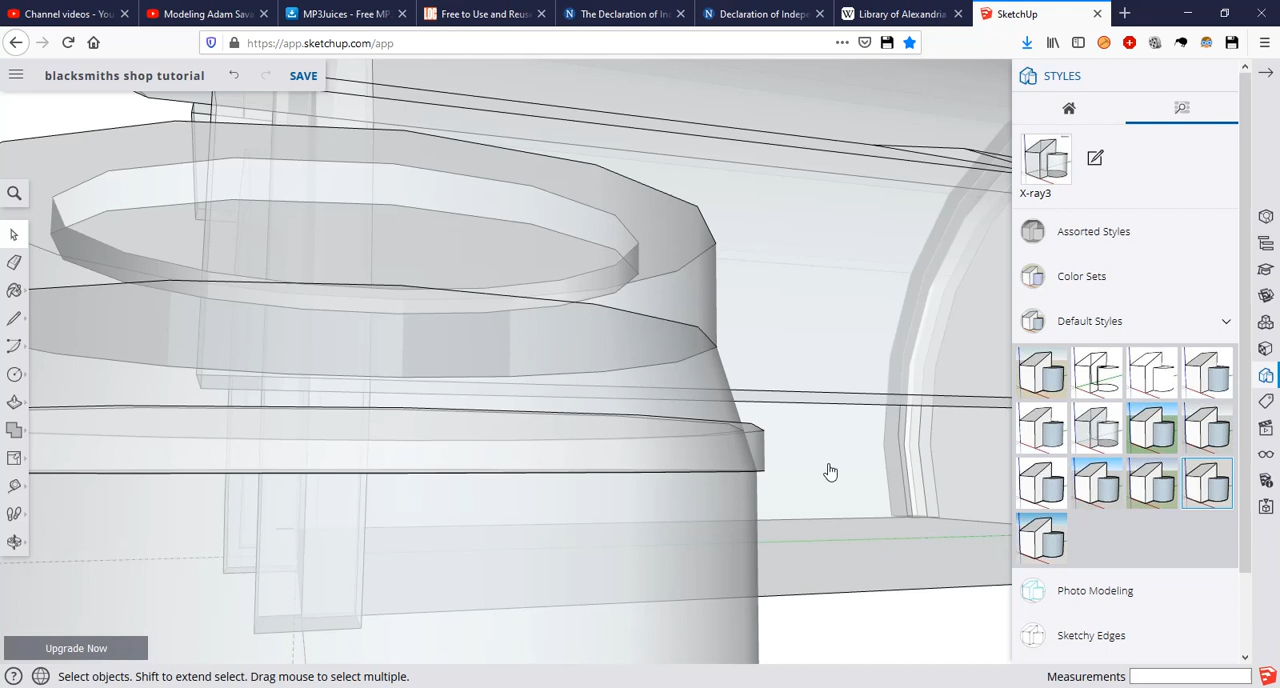 Channel videos - You
Modeling Adam Sava
MP3Juices - Free MP
Free to Use and Reus
The Declaration of In
Declaration of Indepe
Library of Alexandria
SketchUp
https://app.sketchup.com/app
blacksmiths shop tutorial
SAVE
STYLES
X-ray3
Assorted Styles
Color Sets
Default Styles
Photo Modeling
Sketchy Edges
Upgrade Now
Select objects. Shift to extend select. Drag mouse to select multiple.
Measurements